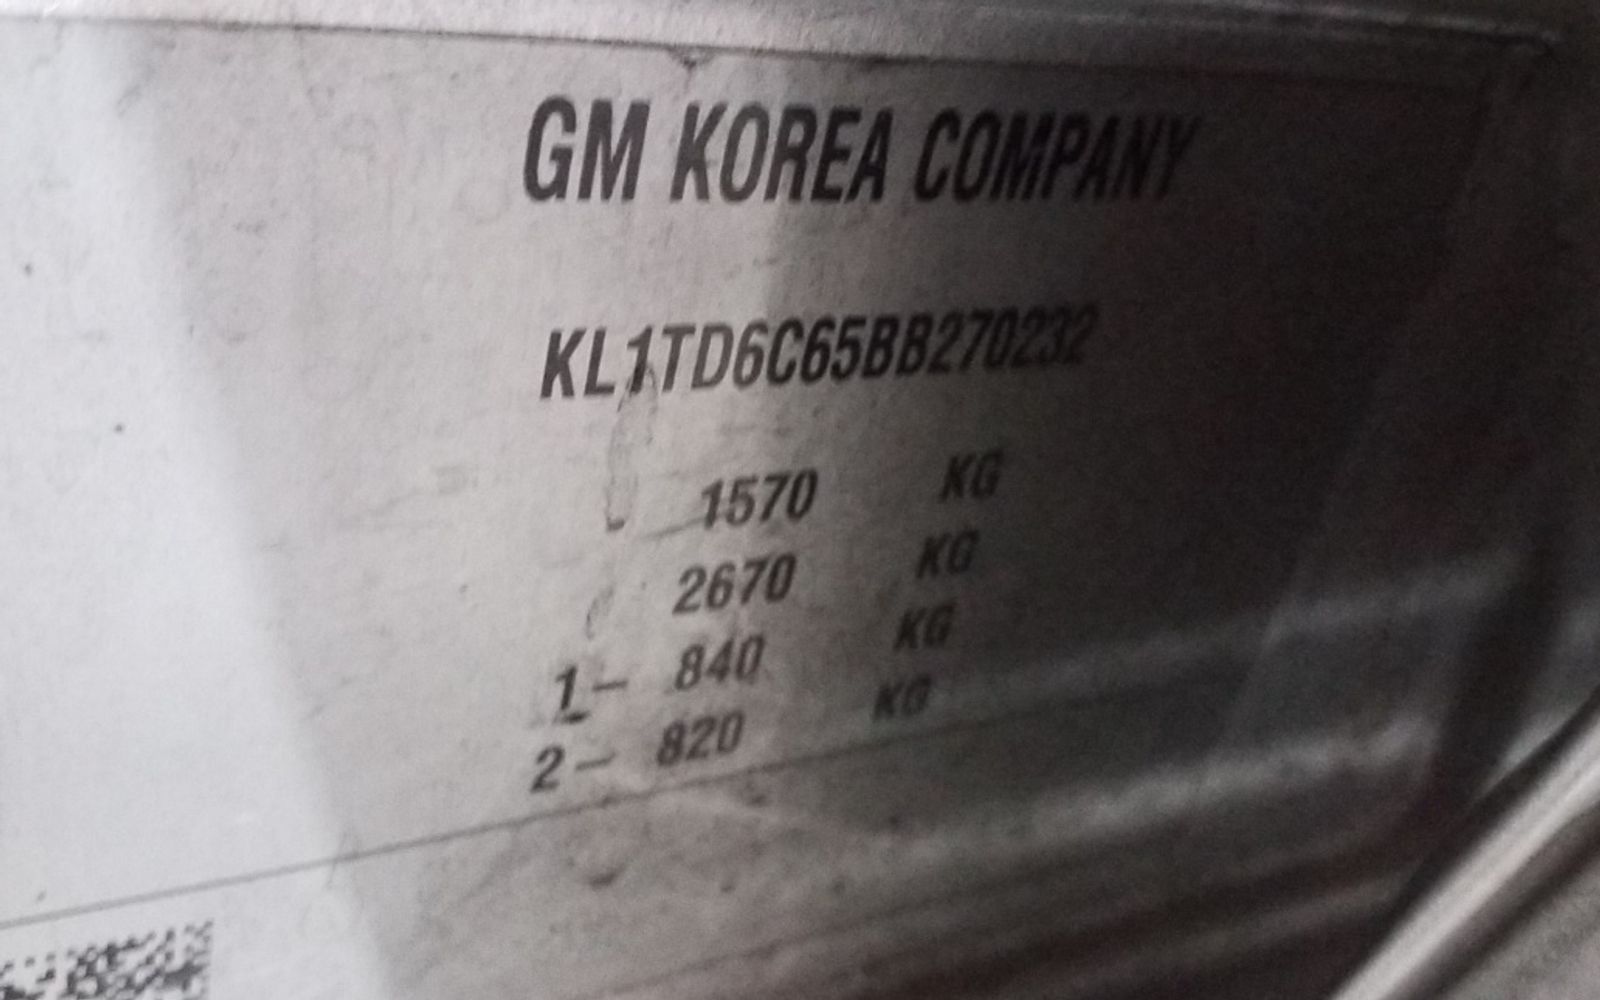 GM KOREA COMPANY
KL1TD6C65BB270232
1570 KG
2670 KG
1- 840 KG
2- 820 KG